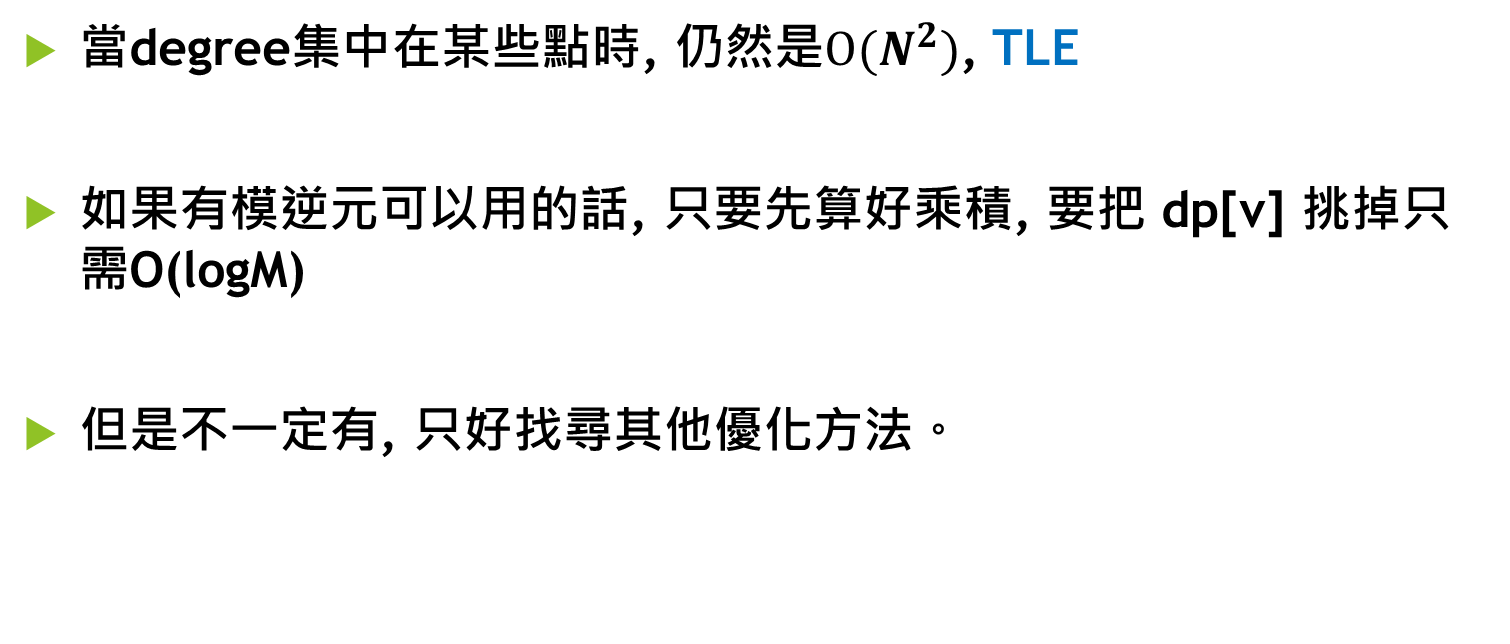 當degree集中在某些點時, 仍然是O(𝑵²), TLE
如果有模逆元可以用的話, 只要先算好乘積, 要把 dp[v] 挑掉只
需O(logM)
但是不一定有, 只好找尋其他優化方法。